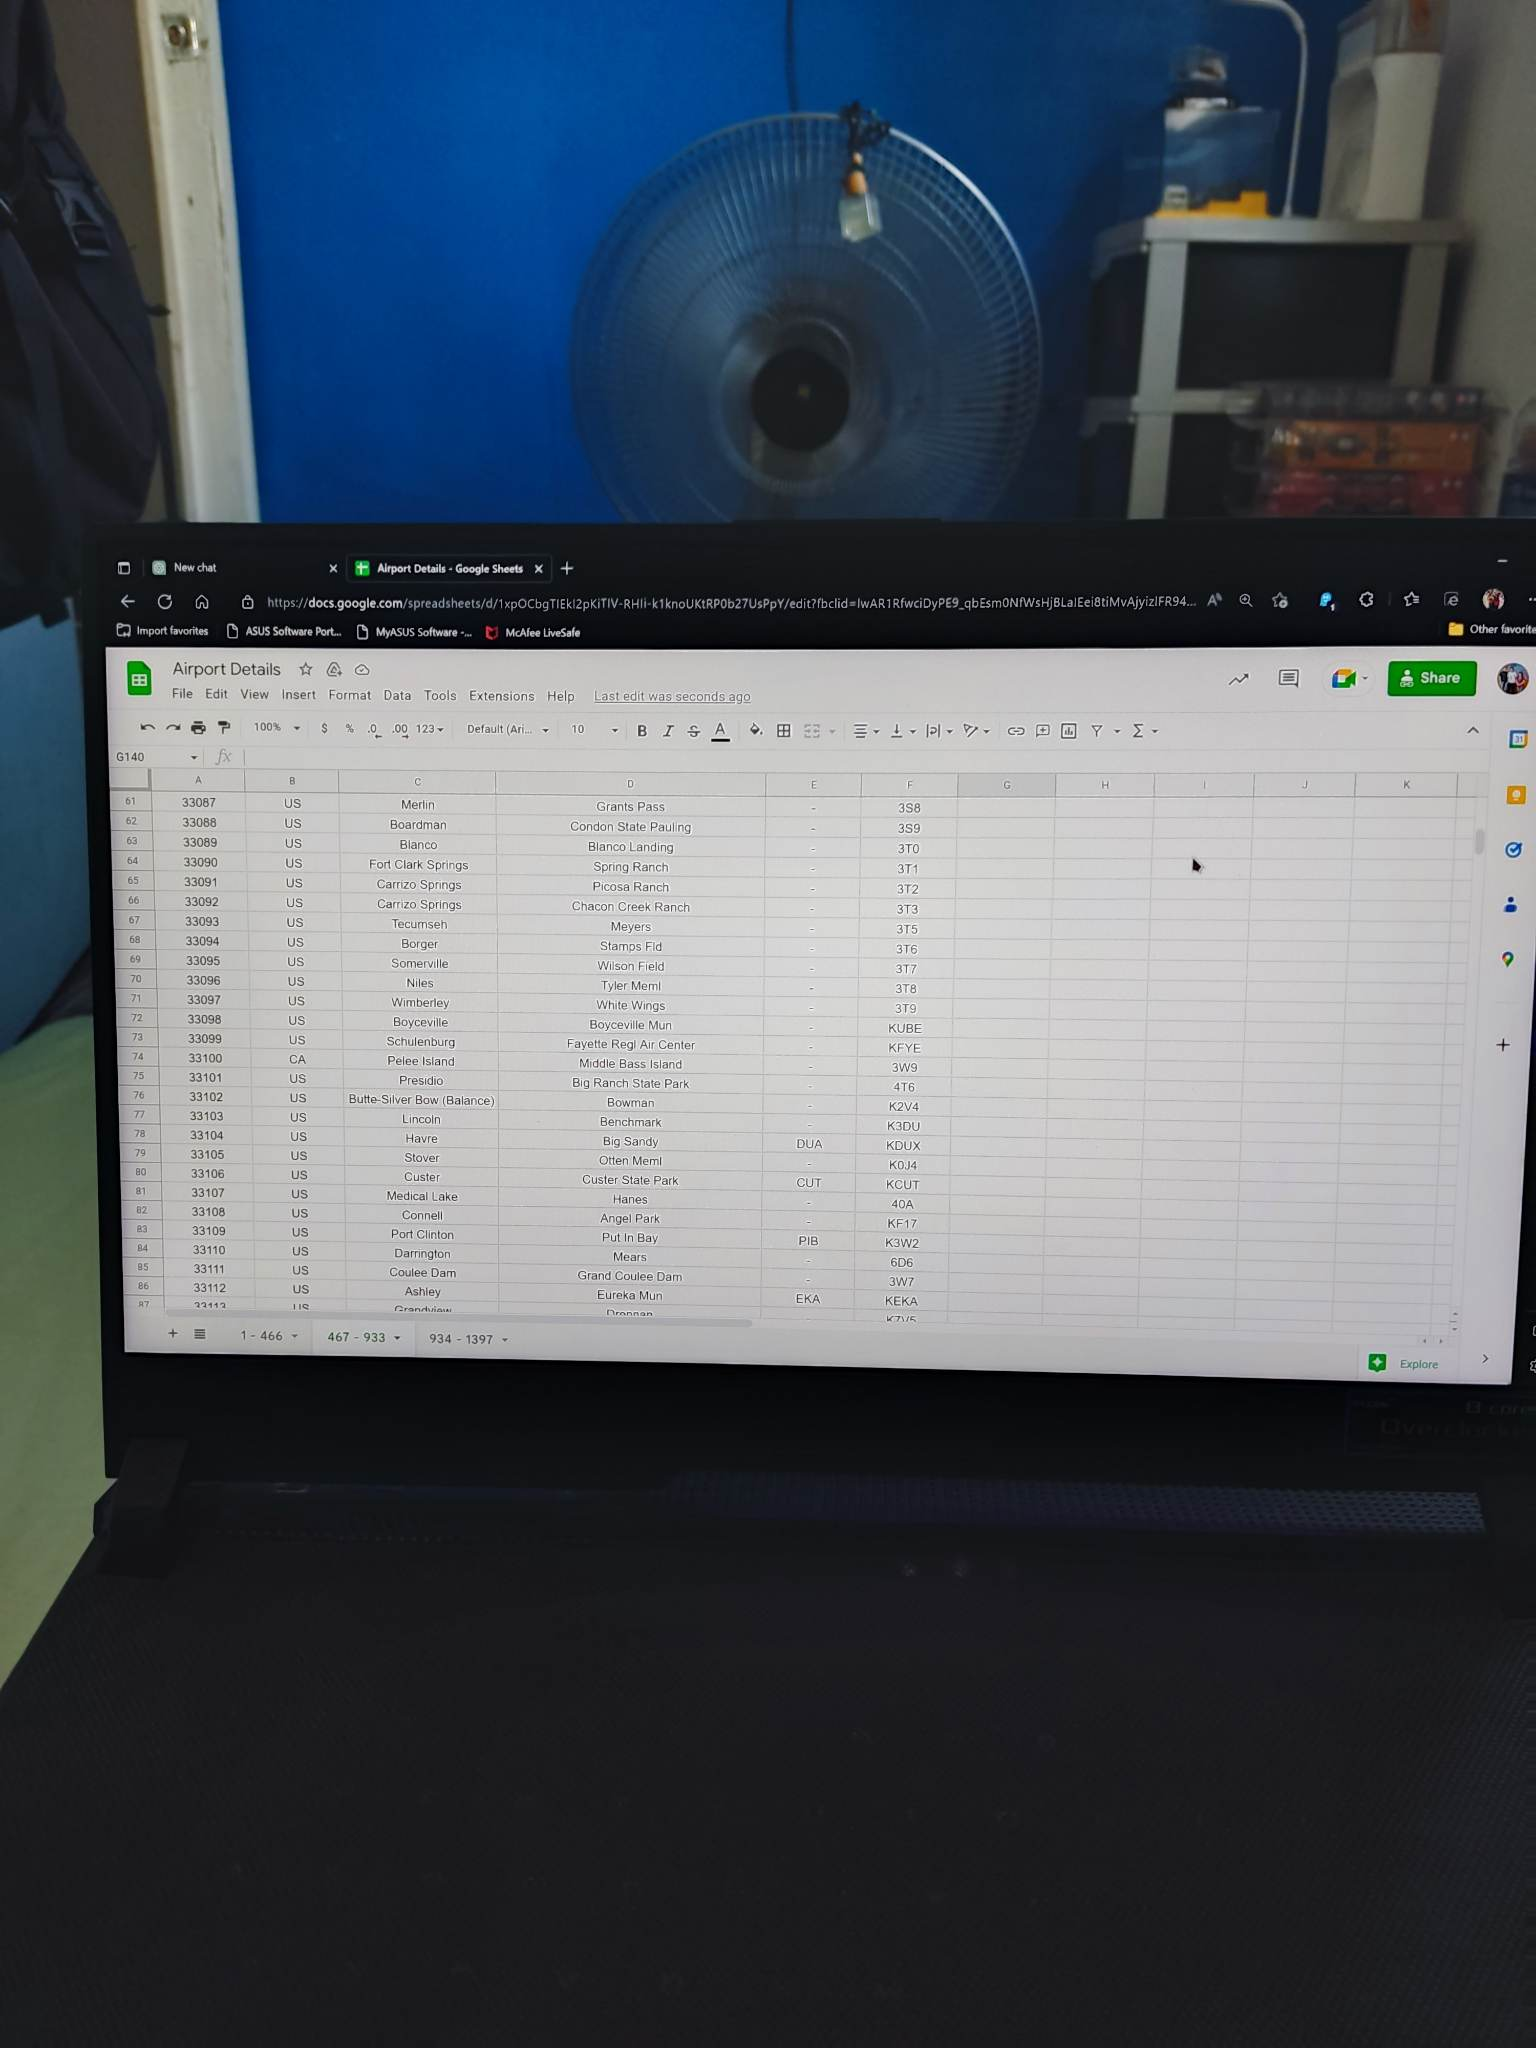 New chat
Airport Details - Google Sheets
https://docs.google.com/spreadsheets/d/
Import favorites ASUS Software Port... MyASUS Software -... McAfee LiveSafe Other favorite
Airport Details
File Edit View Insert Format Data Tools Extensions Help Last edit was seconds ago
Share
100% $ % .0 .00 123 Default (Ari... 10 B I S A
G140 fx
A B C D E F G H I J K
61 33087 US Merlin Grants Pass - 3S8
62 33088 US Boardman Condon State Pauling - 3S9
63 33089 US Blanco Blanco Landing - 3T0
64 33090 US Fort Clark Springs Spring Ranch - 3T1
65 33091 US Carrizo Springs Picosa Ranch - 3T2
66 33092 US Carrizo Springs Chacon Creek Ranch - 3T3
67 33093 US Tecumseh Meyers - 3T5
68 33094 US Borger Stamps Fld - 3T6
69 33095 US Somerville Wilson Field - 3T7
70 33096 US Niles Tyler Meml - 3T8
71 33097 US Wimberley White Wings - 3T9
72 33098 US Boyceville Boyceville Mun - KUBE
73 33099 US Schulenburg Fayette Regl Air Center - KFYE
74 33100 CA Pelee Island Middle Bass Island - 3W9
75 33101 US Presidio Big Ranch State Park - 4T6
76 33102 US Butte-Silver Bow (Balance) Bowman - K2V4
77 33103 US Lincoln Benchmark - K3DU
78 33104 US Havre Big Sandy DUA KDUX
79 33105 US Stover Otten Meml - K0J4
80 33106 US Custer Custer State Park CUT KCUT
81 33107 US Medical Lake Hanes - 40A
82 33108 US Connell Angel Park - KF17
83 33109 US Port Clinton Put In Bay PIB K3W2
84 33110 US Darrington Mears - 6D6
85 33111 US Coulee Dam Grand Coulee Dam - 3W7
86 33112 US Ashley Eureka Mun EKA KEKA
87 33113 US Grandview Drennan - KZV5
1 - 466 467 - 933 934 - 1397
Explore